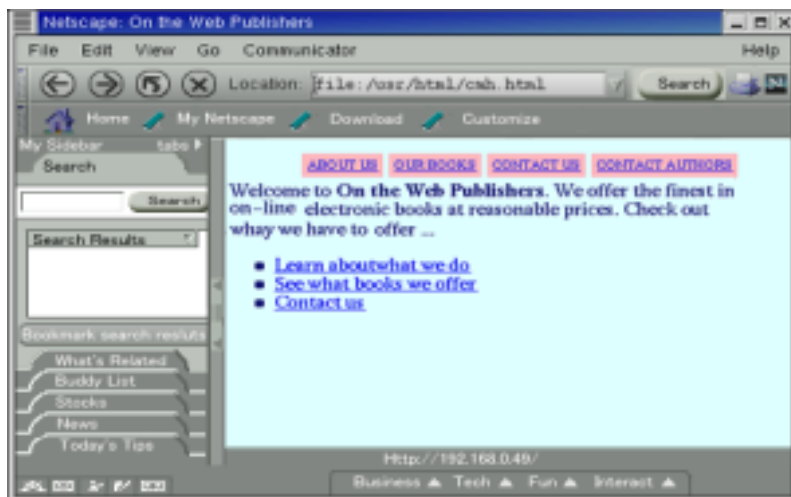 Netscape: On the Web Publishers
File Edit View Go Communicator Help
Location: file:/usr/html/cmh.html Search
Home My Netscape Download Customize
My Sidebar tabs
Search
Search
Search Results
Bookmark search resluts
What's Related
Buddy List
Stocks
News
Today's Tips
ABOUT US OUR BOOKS CONTACT US CONTACT AUTHORS
Welcome to On the Web Publishers. We offer the finest in
on-line electronic books at reasonable prices. Check out
whay we have to offer ...
Learn aboutwhat we do
See what books we offer
Contact us
Http://192.168.0.49/
Business Tech Fun Interact